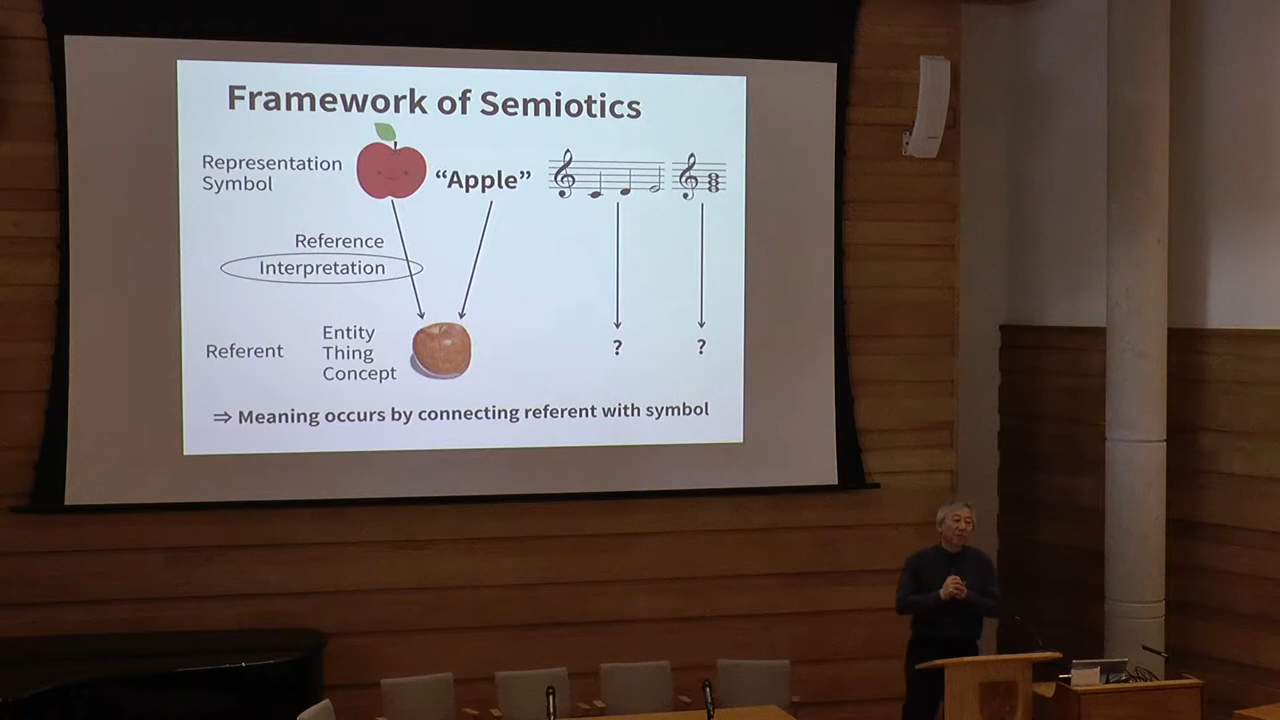 Framework of Semiotics
Representation
Symbol
“Apple”
Reference
Interpretation
Referent
Entity
Thing
Concept
?
?
⇒ Meaning occurs by connecting referent with symbol